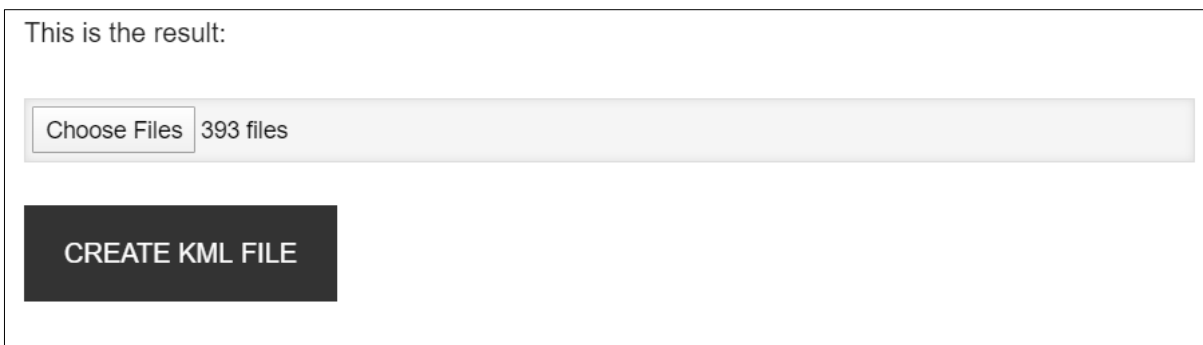 This is the result:
Choose Files 393 files
CREATE KML FILE